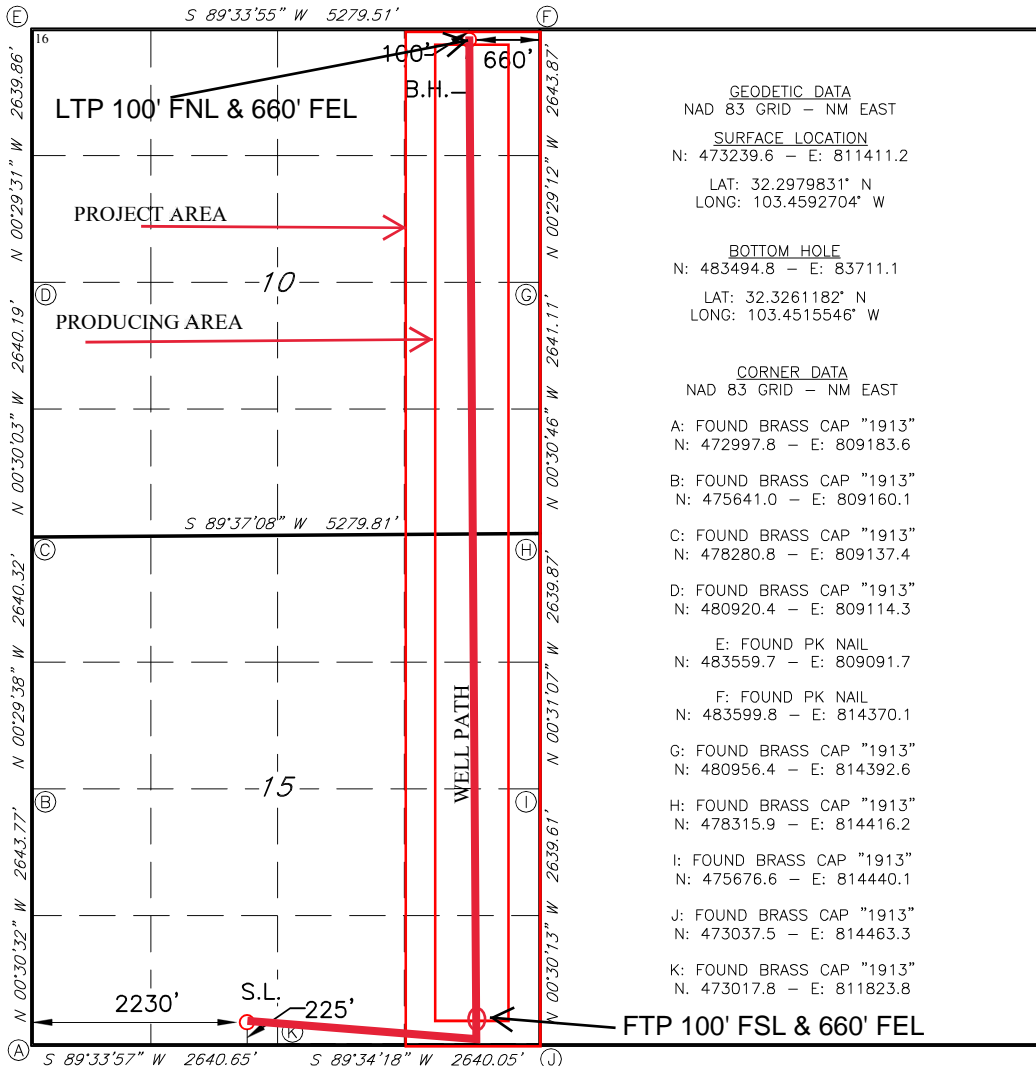 S 89°33'55" W 5279.51'
E
F
16
100'
660'
B.H.
LTP 100' FNL & 660' FEL
2639.86'
N 00°29'31" W
2643.87'
N 00°29'12" W
PROJECT AREA
10
D
G
PRODUCING AREA
2640.19'
N 00°30'03" W
2641.11'
N 00°30'46" W
S 89°37'08" W 5279.81'
C
H
2640.32'
N 00°29'38" W
2639.87'
N 00°31'07" W
WELL PATH
15
B
I
2643.77'
N 00°30'32" W
2639.61'
N 00°30'13" W
2230'
S.L.
225'
K
FTP 100' FSL & 660' FEL
A
S 89°33'57" W 2640.65'
S 89°34'18" W 2640.05'
J
GEODETIC DATA
NAD 83 GRID – NM EAST
SURFACE LOCATION
N: 473239.6 – E: 811411.2
LAT: 32.2979831° N
LONG: 103.4592704° W
BOTTOM HOLE
N: 483494.8 – E: 83711.1
LAT: 32.3261182° N
LONG: 103.4515546° W
CORNER DATA
NAD 83 GRID – NM EAST
A: FOUND BRASS CAP "1913"
N: 472997.8 – E: 809183.6
B: FOUND BRASS CAP "1913"
N: 475641.0 – E: 809160.1
C: FOUND BRASS CAP "1913"
N: 478280.8 – E: 809137.4
D: FOUND BRASS CAP "1913"
N: 480920.4 – E: 809114.3
E: FOUND PK NAIL
N: 483559.7 – E: 809091.7
F: FOUND PK NAIL
N: 483599.8 – E: 814370.1
G: FOUND BRASS CAP "1913"
N: 480956.4 – E: 814392.6
H: FOUND BRASS CAP "1913"
N: 478315.9 – E: 814416.2
I: FOUND BRASS CAP "1913"
N: 475676.6 – E: 814440.1
J: FOUND BRASS CAP "1913"
N: 473037.5 – E: 814463.3
K: FOUND BRASS CAP "1913"
N: 473017.8 – E: 811823.8